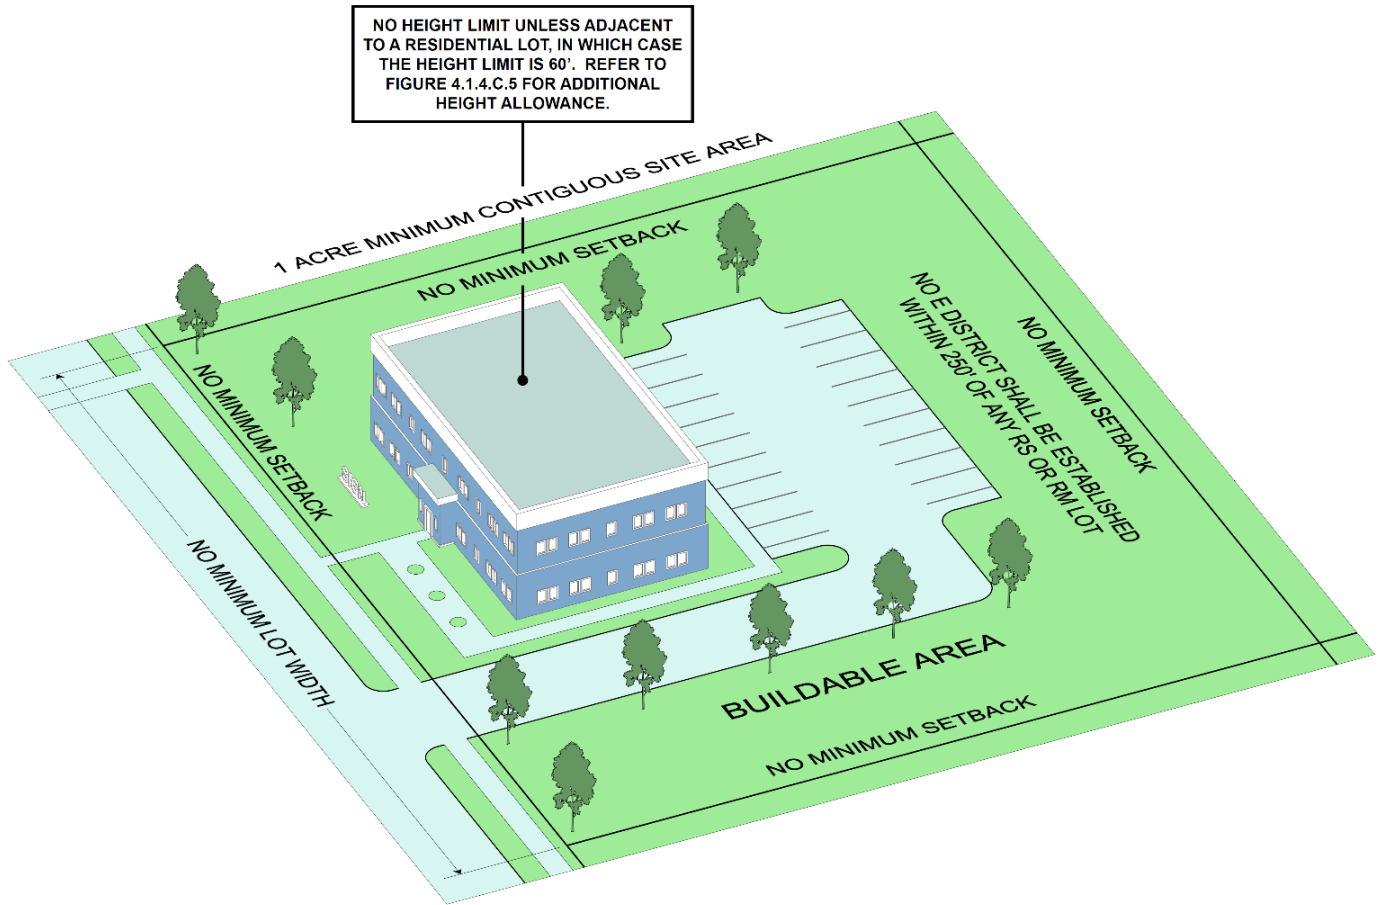 NO HEIGHT LIMIT UNLESS ADJACENT
TO A RESIDENTIAL LOT, IN WHICH CASE
THE HEIGHT LIMIT IS 60'. REFER TO
FIGURE 4.1.4.C.5 FOR ADDITIONAL
HEIGHT ALLOWANCE.
1 ACRE MINIMUM CONTIGUOUS SITE AREA
NO MINIMUM SETBACK
NO E DISTRICT SHALL BE ESTABLISHED
WITHIN 250' OF ANY RS OR RM LOT
NO MINIMUM SETBACK
NO MINIMUM SETBACK
SIGN
NO MINIMUM LOT WIDTH
BUILDABLE AREA
NO MINIMUM SETBACK